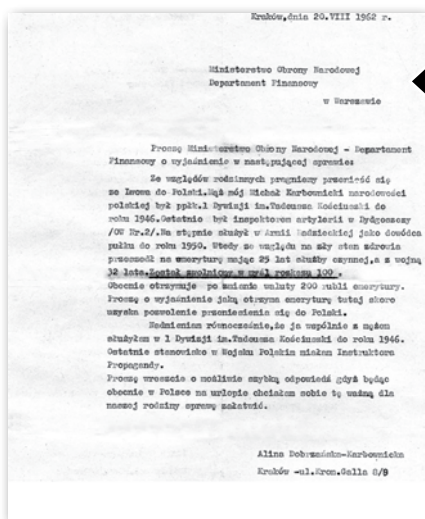 Kraków,dnia 20.VIII 1962 r.
Ministerstwo Obrony Narodowej
Departament Finansowy
w Warszawie
Proszę Ministerstwo Obrony Narodowej - Departament
Finansowy o wyjaśnienie w następującej sprawie:
Ze względów rodzinnych pragniemy przenieść się
ze Lwowa do Polski.Mąż mój Michał Karbownicki narodowości
polskiej był ppłk.1 Dywizji im.Tadeusza Kościuszki do
roku 1946.Ostatnio był inspektorem artylerii w Bydgoszczy
/OW Nr.2/.Na stępnie służył w Armii Radzieckiej jako dowódca
pułku do roku 1950. Wtedy ze względu na zły stan zdrowia
przeszedł na emeryturę mając 25 lat służby czynnej,a z wojną
32 lata.Został zwolniony w myśl rozkazu 100 .
Obecnie otrzymuje po zmianie waluty 200 rubli emerytury.
Proszę o wyjaśnienie jaką otrzyma emeryturę tutaj skoro
uzyska pozwolenie przeniesienia się do Polski.
Nadmieniam równocześnie,że ja wspólnie z mężem
służyłam w 1 Dywizji im.Tadeusza Kościuszki do roku 1946.
Ostatnie stanowisko w Wojsku Polskim miałam Instruktora
Propagandy.
Proszę wreszcie o możliwie szybką odpowiedź gdyż będąc
obecnie w Polsce na urlopie chciałam sobie tę ważną dla
naszej rodziny sprawę załatwić.
Alina Dobrzańska-Karbownicka
Kraków -ul.Kron.Galla 8/9